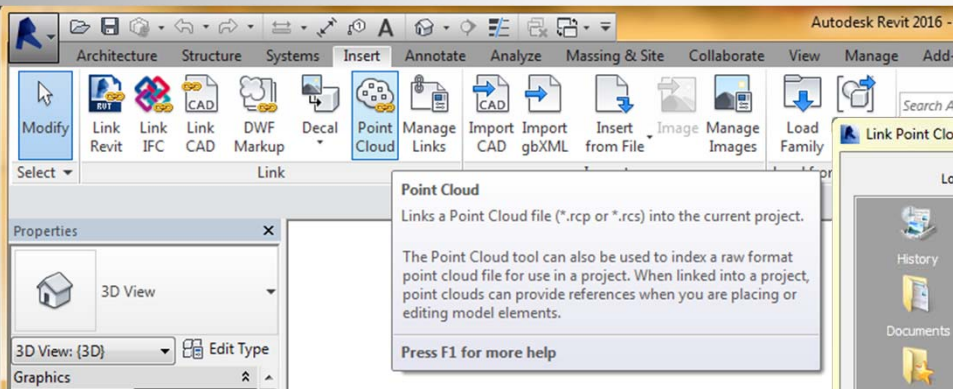 Autodesk Revit 2016 -
Architecture Structure Systems Insert Annotate Analyze Massing & Site Collaborate View Manage Add-
Modify Link Link Link DWF Decal Point Manage Import Import Insert Image Manage Load Search A
Revit IFC CAD Markup Cloud Links CAD gbXML from File Images Family
Select Link
Link Point Clo
Lo
Point Cloud
Links a Point Cloud file (*.rcp or *.rcs) into the current project.
The Point Cloud tool can also be used to index a raw format
point cloud file for use in a project. When linked into a project,
point clouds can provide references when you are placing or
editing model elements.
Press F1 for more help
Properties
3D View
3D View: {3D} Edit Type
Graphics
History
Documents